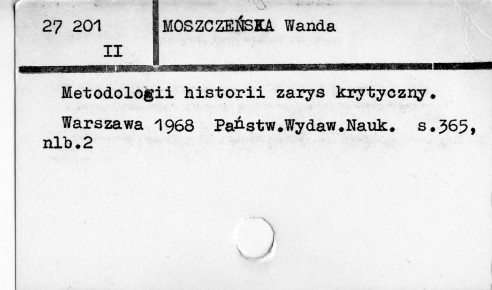 27 201
II
MOSZCZEŃSKA Wanda
Metodologii historii zarys krytyczny.
Warszawa 1968 Państw.Wydaw.Nauk. s.365,
nlb.2